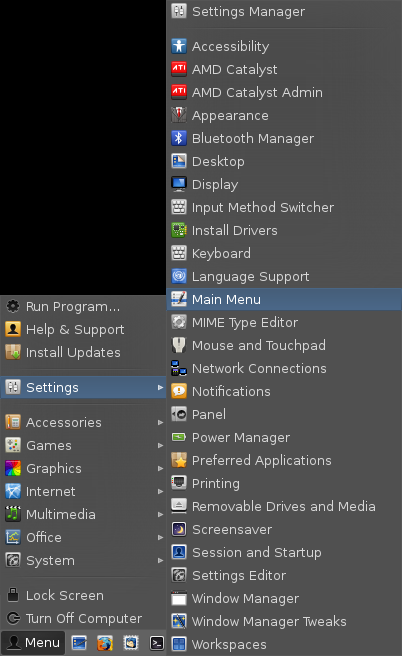 Settings Manager
Accessibility
AMD Catalyst
AMD Catalyst Admin
Appearance
Bluetooth Manager
Desktop
Display
Input Method Switcher
Install Drivers
Keyboard
Language Support
Main Menu
MIME Type Editor
Mouse and Touchpad
Network Connections
Notifications
Panel
Power Manager
Preferred Applications
Printing
Removable Drives and Media
Screensaver
Session and Startup
Settings Editor
Window Manager
Window Manager Tweaks
Workspaces
Run Program...
Help & Support
Install Updates
Settings
Accessories
Games
Graphics
Internet
Multimedia
Office
System
Lock Screen
Turn Off Computer
Menu